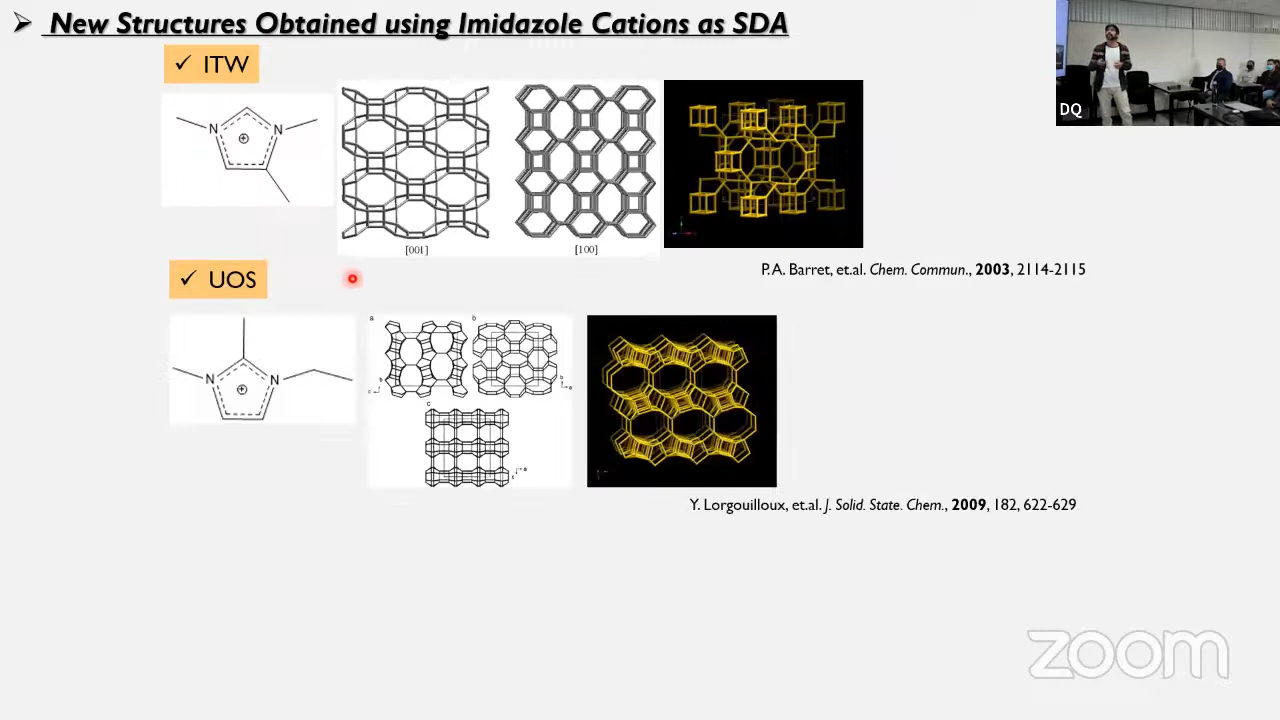 ➢ New Structures Obtained using Imidazole Cations as SDA
DQ
✓ ITW
N
N
[001]
[100]
P.A. Barret, et.al. Chem. Commun., 2003, 2114-2115
✓ UOS
N
N
a
b
c
Y. Lorgouilloux, et.al. J. Solid. State. Chem., 2009, 182, 622-629
zoom